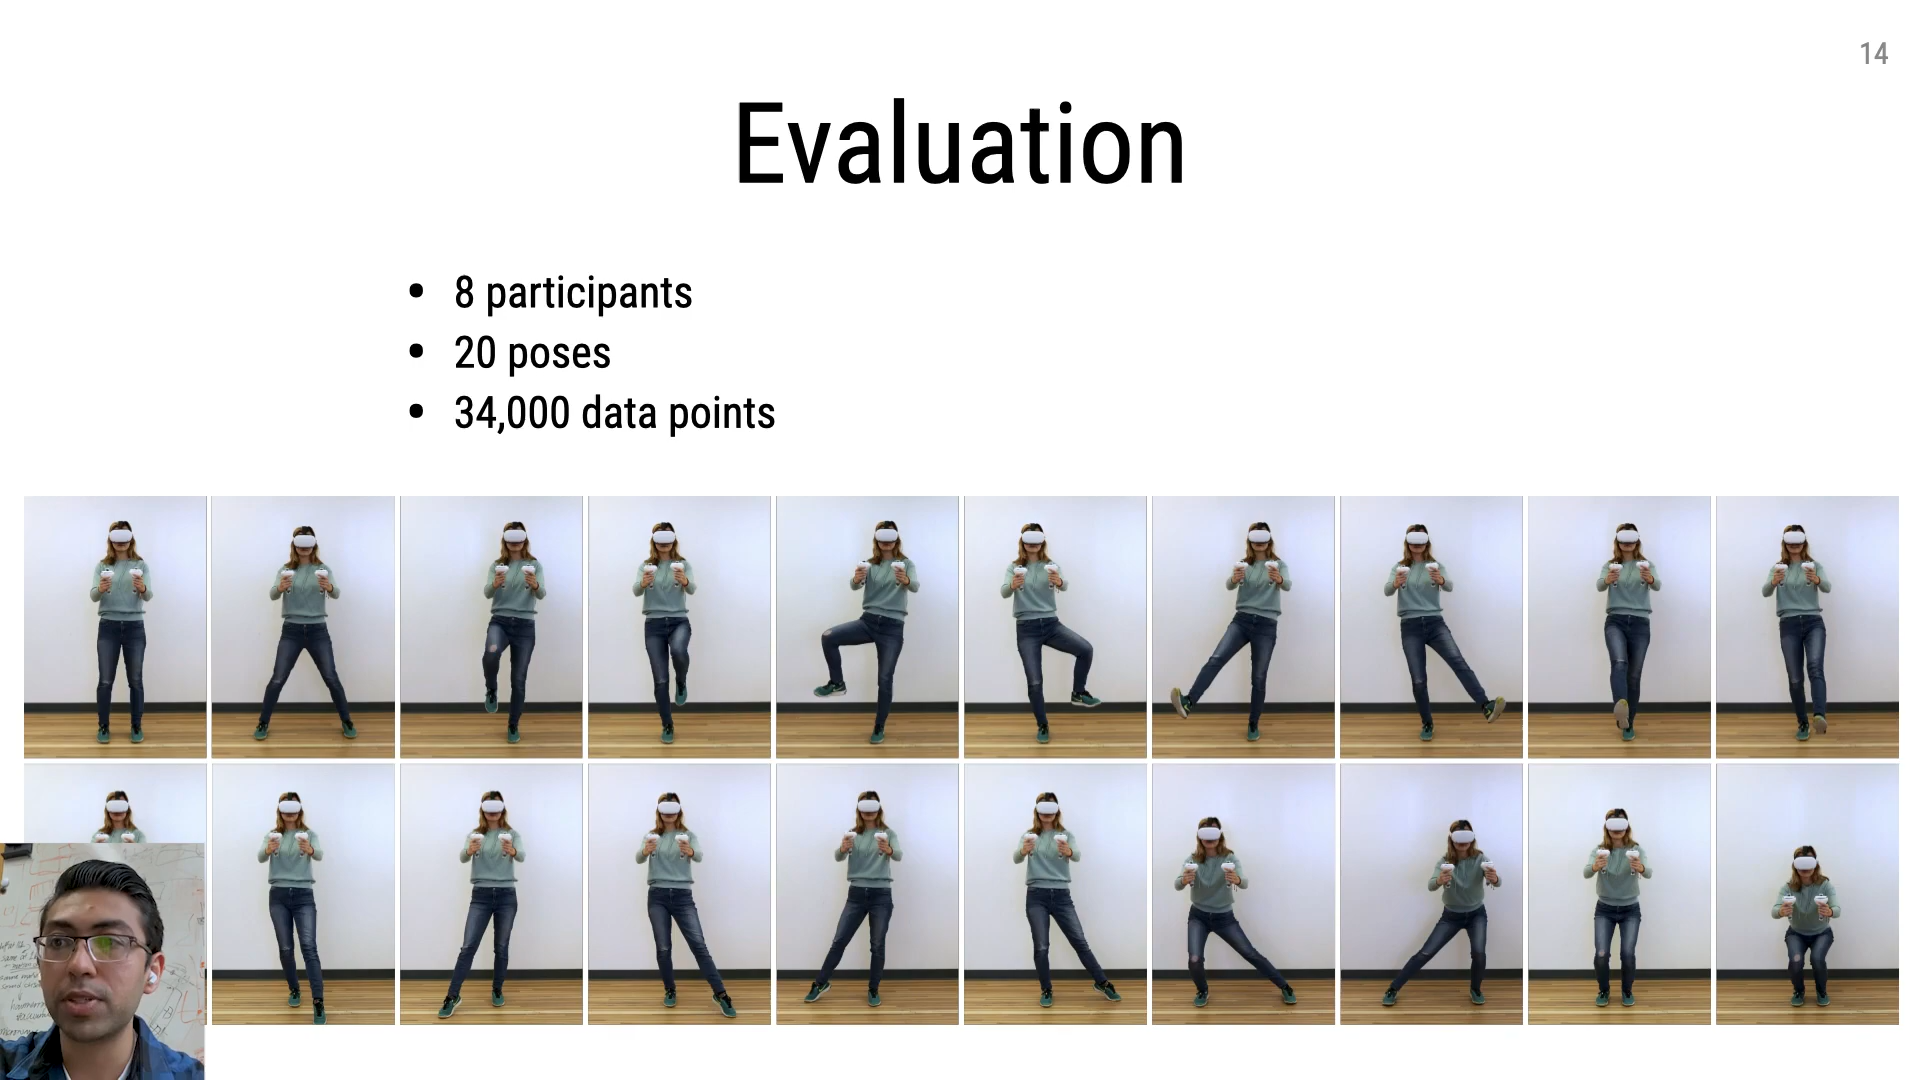 14
Evaluation
• 8 participants
• 20 poses
• 34,000 data points